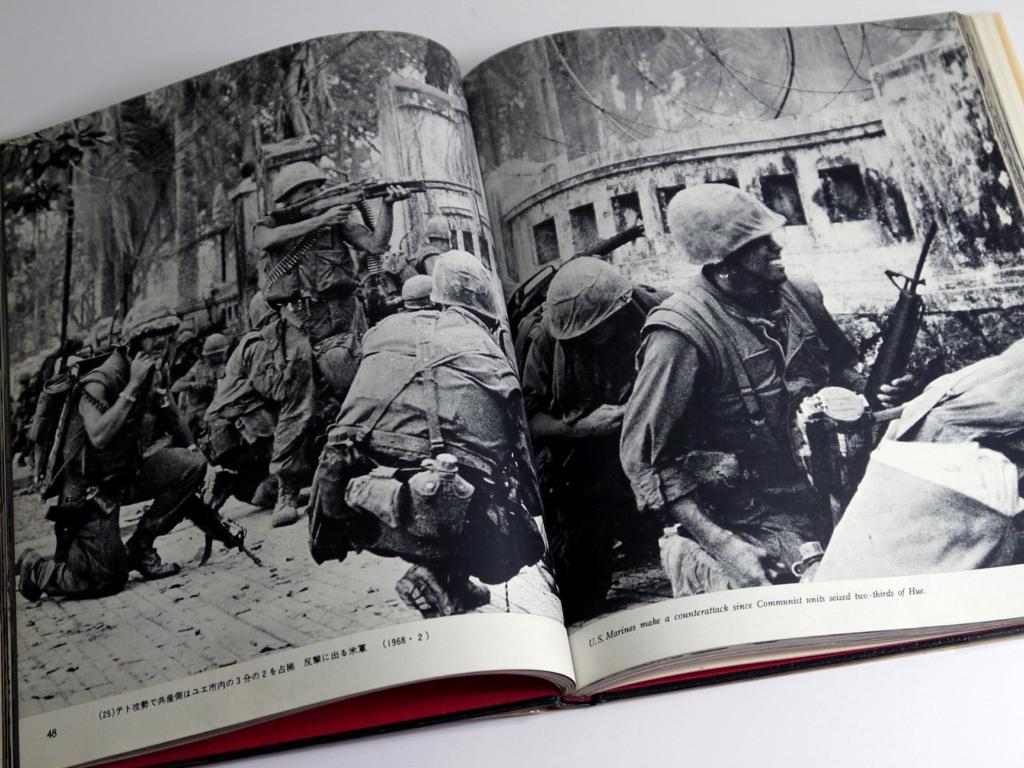 (25)テト攻勢で共産側はユエ市内の3分の2を占拠 反撃に出る米軍 (1968・2)
48
U.S. Marines make a counterattack since Communist units seized two-thirds of Hue.